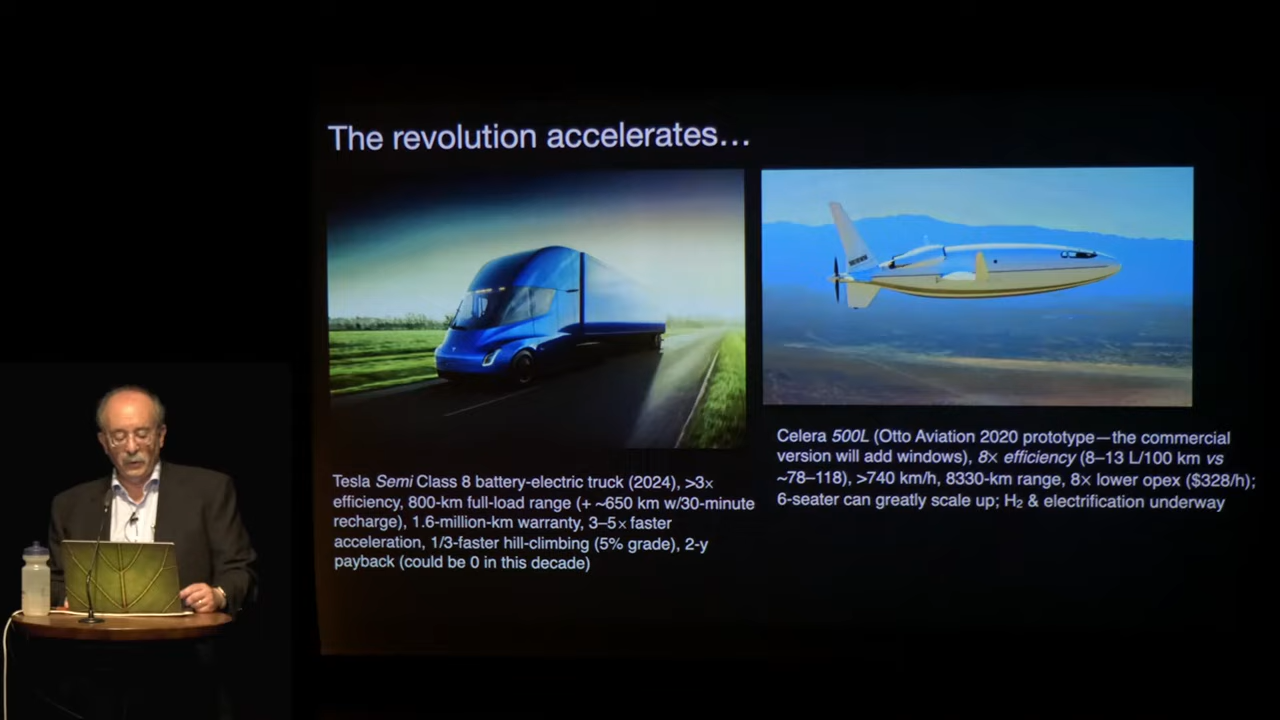 The revolution accelerates...
Tesla Semi Class 8 battery-electric truck (2024), >3×
efficiency, 800-km full-load range (+ ~650 km w/30-minute
recharge), 1.6-million-km warranty, 3–5× faster
acceleration, 1/3-faster hill-climbing (5% grade), 2-y
payback (could be 0 in this decade)
Celera 500L (Otto Aviation 2020 prototype—the commercial
version will add windows), 8× efficiency (8–13 L/100 km vs
~78–118), >740 km/h, 8330-km range, 8× lower opex ($328/h);
6-seater can greatly scale up; H₂ & electrification underway